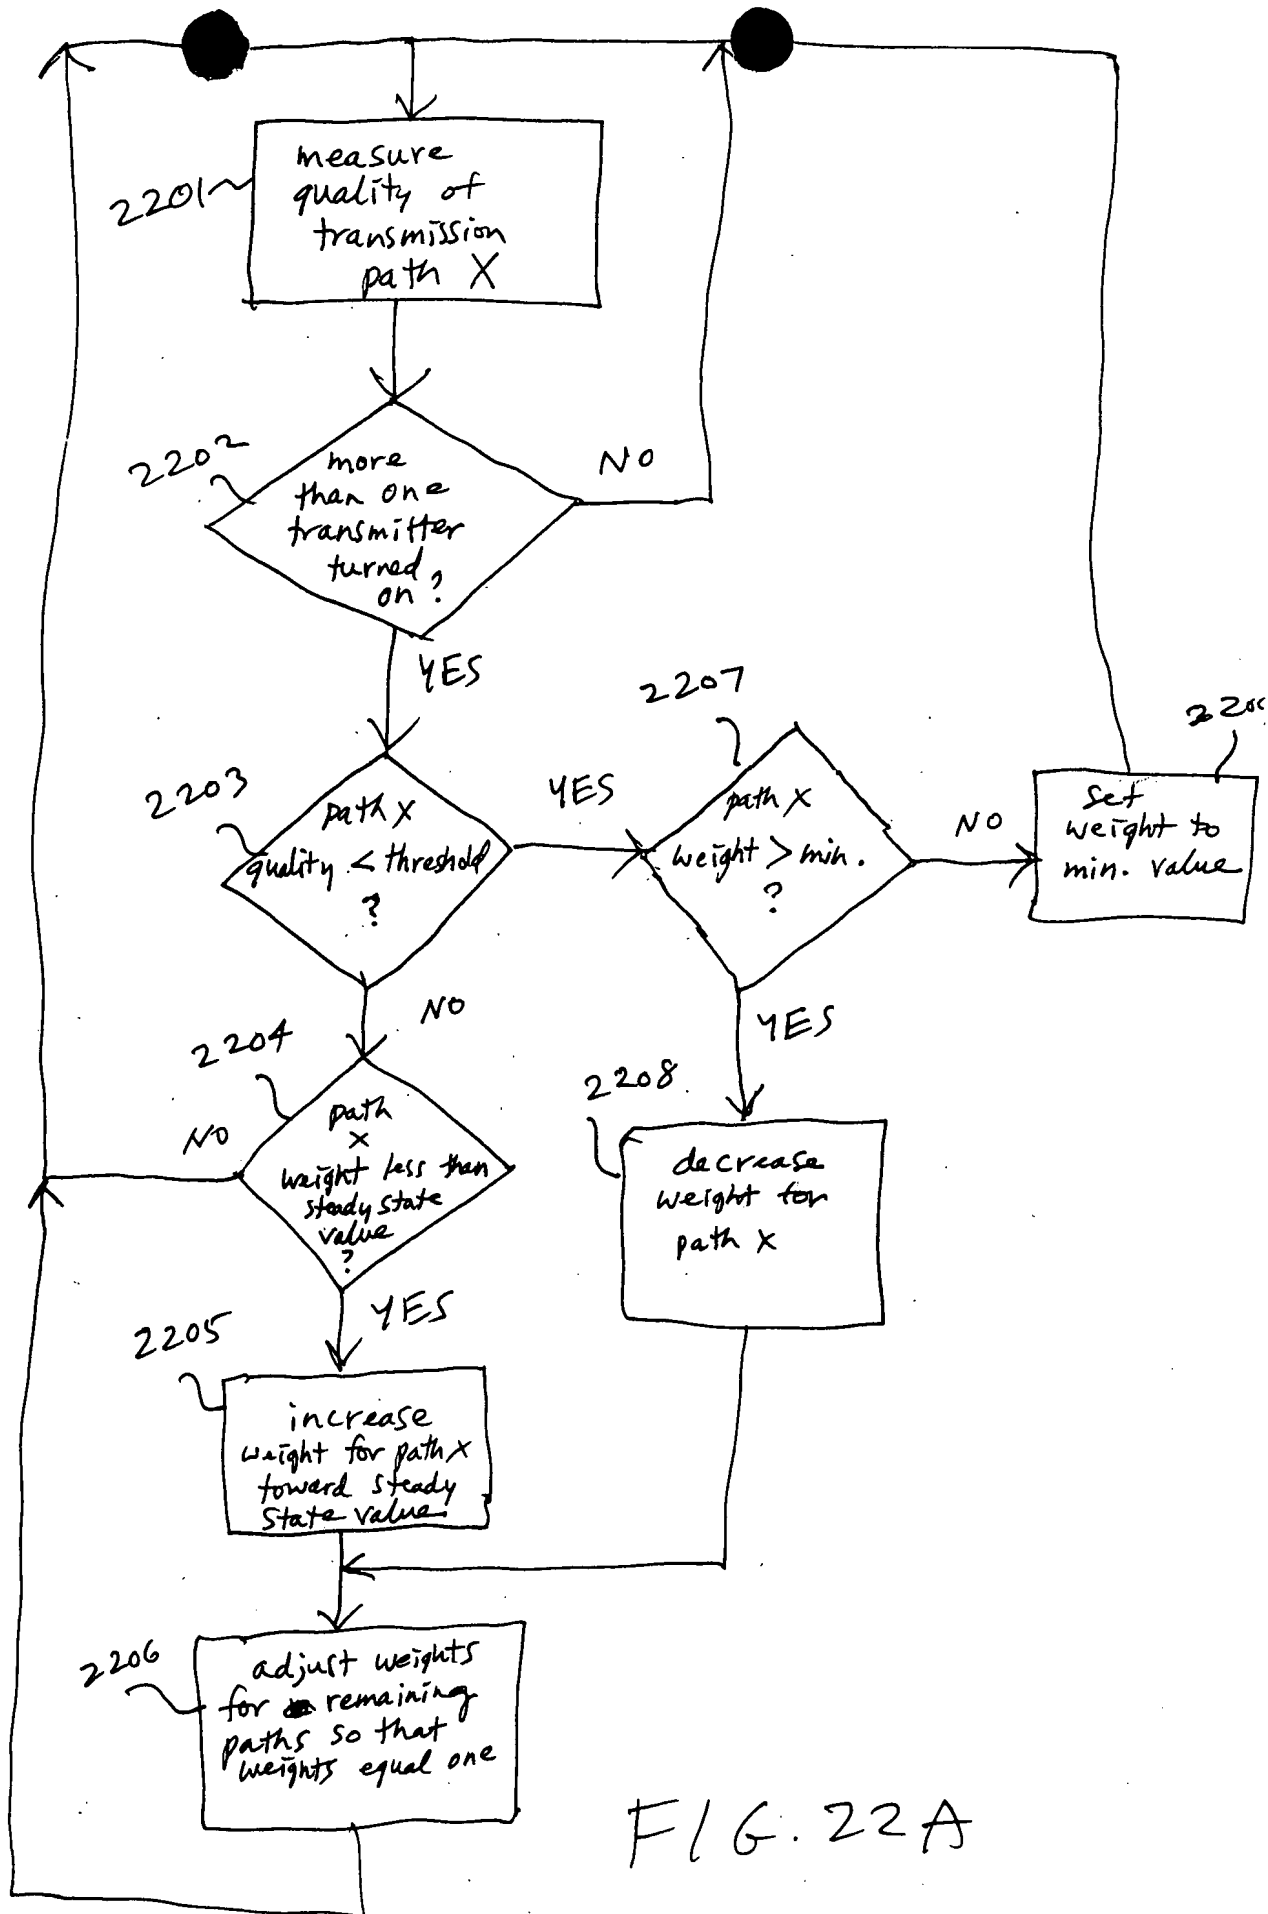 2201
measure
quality of
transmission
path X
2202
more
than one
transmitter
turned
on?
NO
YES
2203
path X
quality < threshold
?
YES
2207
path X
weight > min.
?
NO
set
weight to
min. value
NO
2204
path
X
weight less than
steady state
value
?
NO
YES
2208
decrease
weight for
path X
YES
2205
increase
weight for path X
toward steady
state value.
2206
adjust weights
for remaining
paths so that
weights equal one
FIG. 22A